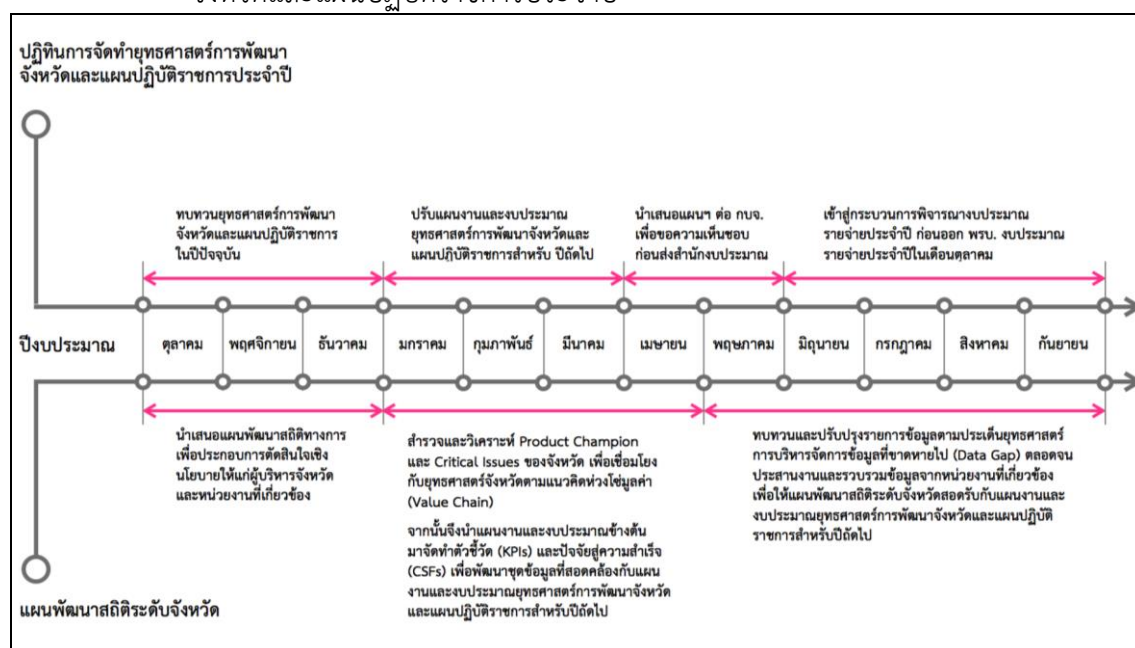 จังหวัดและแผนปฏิบัติราชการประจำปี
ปฏิทินการจัดทำยุทธศาสตร์การพัฒนา
จังหวัดและแผนปฏิบัติราชการประจำปี
ทบทวนยุทธศาสตร์การพัฒนา
จังหวัดและแผนปฏิบัติราชการ
ในปีปัจจุบัน
ปรับแผนงานและงบประมาณ
ยุทธศาสตร์การพัฒนาจังหวัดและ
แผนปฏิบัติราชการสำหรับ ปีถัดไป
นำเสนอแผนฯ ต่อ กบจ.
เพื่อขอความเห็นชอบ
ก่อนส่งสำนักงบประมาณ
เข้าสู่กระบวนการพิจารณางบประมาณ
รายจ่ายประจำปี ก่อนออก พรบ. งบประมาณ
รายจ่ายประจำปีในเดือนตุลาคม
ปีงบประมาณ ตุลาคม พฤศจิกายน ธันวาคม มกราคม กุมภาพันธ์ มีนาคม เมษายน พฤษภาคม มิถุนายน กรกฎาคม สิงหาคม กันยายน
นำเสนอแผนพัฒนาสถิติทางการ
เพื่อประกอบการตัดสินใจเชิง
นโยบายให้แก่ผู้บริหารจังหวัด
และหน่วยงานที่เกี่ยวข้อง
สำรวจและวิเคราะห์ Product Champion
และ Critical Issues ของจังหวัด เพื่อเชื่อมโยง
กับยุทธศาสตร์จังหวัดตามแนวคิดห่วงโซ่มูลค่า
(Value Chain)
จากนั้นจึงนำแผนงานและงบประมาณข้างต้น
มาจัดทำตัวชี้วัด (KPIs) และปัจจัยสู่ความสำเร็จ
(CSFs) เพื่อพัฒนาชุดข้อมูลที่สอดคล้องกับแผน
งานและงบประมาณยุทธศาสตร์การพัฒนาจังหวัด
และแผนปฏิบัติราชการสำหรับปีถัดไป
ทบทวนและปรับปรุงรายการข้อมูลตามประเด็นยุทธศาสตร์
การบริหารจัดการข้อมูลที่ขาดหายไป (Data Gap) ตลอดจน
ประสานงานและรวบรวมข้อมูลจากหน่วยงานที่เกี่ยวข้อง
เพื่อให้แผนพัฒนาสถิติระดับจังหวัดสอดรับกับแผนงานและ
งบประมาณยุทธศาสตร์การพัฒนาจังหวัดและแผนปฏิบัติ
ราชการสำหรับปีถัดไป
แผนพัฒนาสถิติระดับจังหวัด